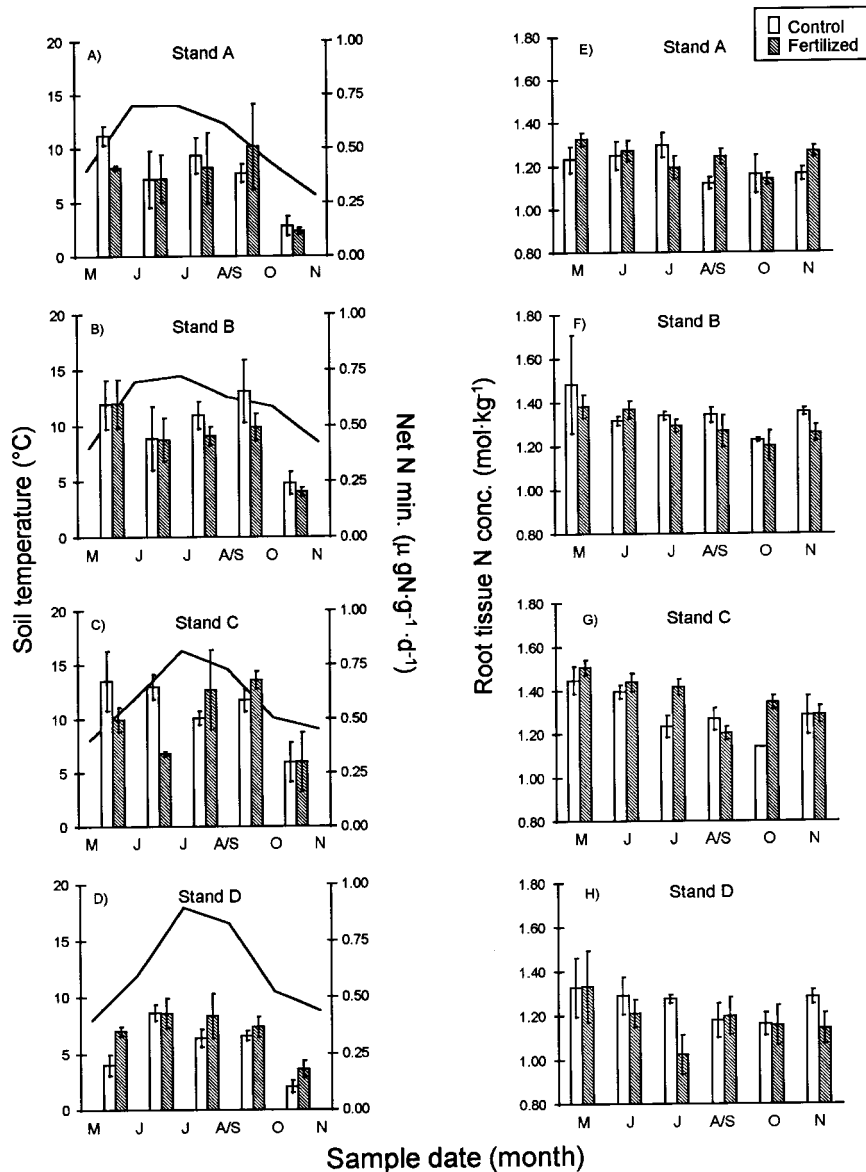 Control
Fertilized
A)
Stand A
20
15
10
5
0
1.00
0.75
0.50
0.25
0.00
M J J A/S O N
E)
Stand A
1.80
1.60
1.40
1.20
1.00
0.80
M J J A/S O N
B)
Stand B
20
15
10
5
0
1.00
0.75
0.50
0.25
0.00
M J J A/S O N
F)
Stand B
1.80
1.60
1.40
1.20
1.00
0.80
M J J A/S O N
C)
Stand C
20
15
10
5
0
1.00
0.75
0.50
0.25
0.00
M J J A/S O N
G)
Stand C
1.80
1.60
1.40
1.20
1.00
0.80
M J J A/S O N
D)
Stand D
20
15
10
5
0
1.00
0.75
0.50
0.25
0.00
M J J A/S O N
H)
Stand D
1.80
1.60
1.40
1.20
1.00
0.80
M J J A/S O N
Soil temperature (°C)
Net N min. (μ gN·g⁻¹·d⁻¹)
Root tissue N conc. (mol·kg⁻¹)
Sample date (month)